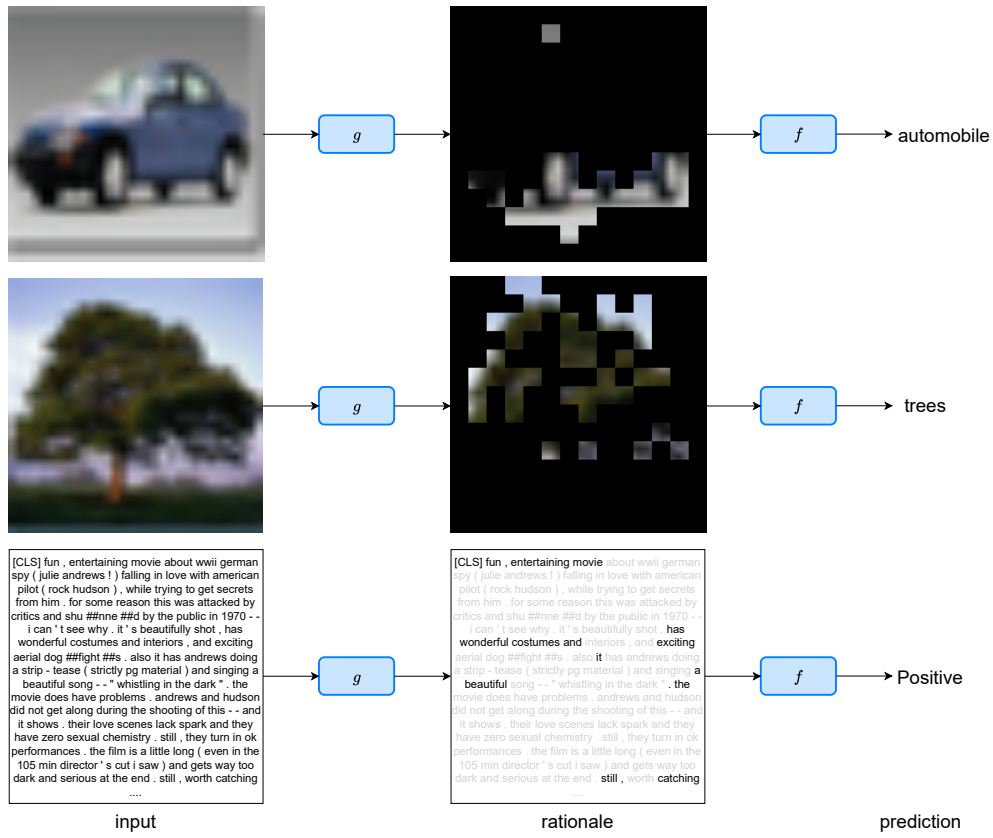 g
f
automobile
g
f
trees
[CLS] fun , entertaining movie about wwii german
spy ( julie andrews ! ) falling in love with american
pilot ( rock hudson ) , while trying to get secrets
from him . for some reason this was attacked by
critics and shu ##nne ##d by the public in 1970 - -
i can ' t see why . it ' s beautifully shot , has
wonderful costumes and interiors , and exciting
aerial dog ##fight ##s . also it has andrews doing
a strip - tease ( strictly pg material ) and singing a
beautiful song - - " whistling in the dark " . the
movie does have problems . andrews and hudson
did not get along during the shooting of this - - and
it shows . their love scenes lack spark and they
have zero sexual chemistry . still , they turn in ok
performances . the film is a little long ( even in the
105 min director ' s cut i saw ) and gets way too
dark and serious at the end . still , worth catching
....
g
[CLS] fun , entertaining movie about wwii german
spy ( julie andrews ! ) falling in love with american
pilot ( rock hudson ) , while trying to get secrets
from him . for some reason this was attacked by
critics and shu ##nne ##d by the public in 1970 - -
i can ' t see why . it ' s beautifully shot , has
wonderful costumes and interiors , and exciting
aerial dog ##fight ##s . also it has andrews doing
a strip - tease ( strictly pg material ) and singing a
beautiful song - - " whistling in the dark " . the
movie does have problems . andrews and hudson
did not get along during the shooting of this - - and
it shows . their love scenes lack spark and they
have zero sexual chemistry . still , they turn in ok
performances . the film is a little long ( even in the
105 min director ' s cut i saw ) and gets way too
dark and serious at the end . still , worth catching
....
f
Positive
input
rationale
prediction